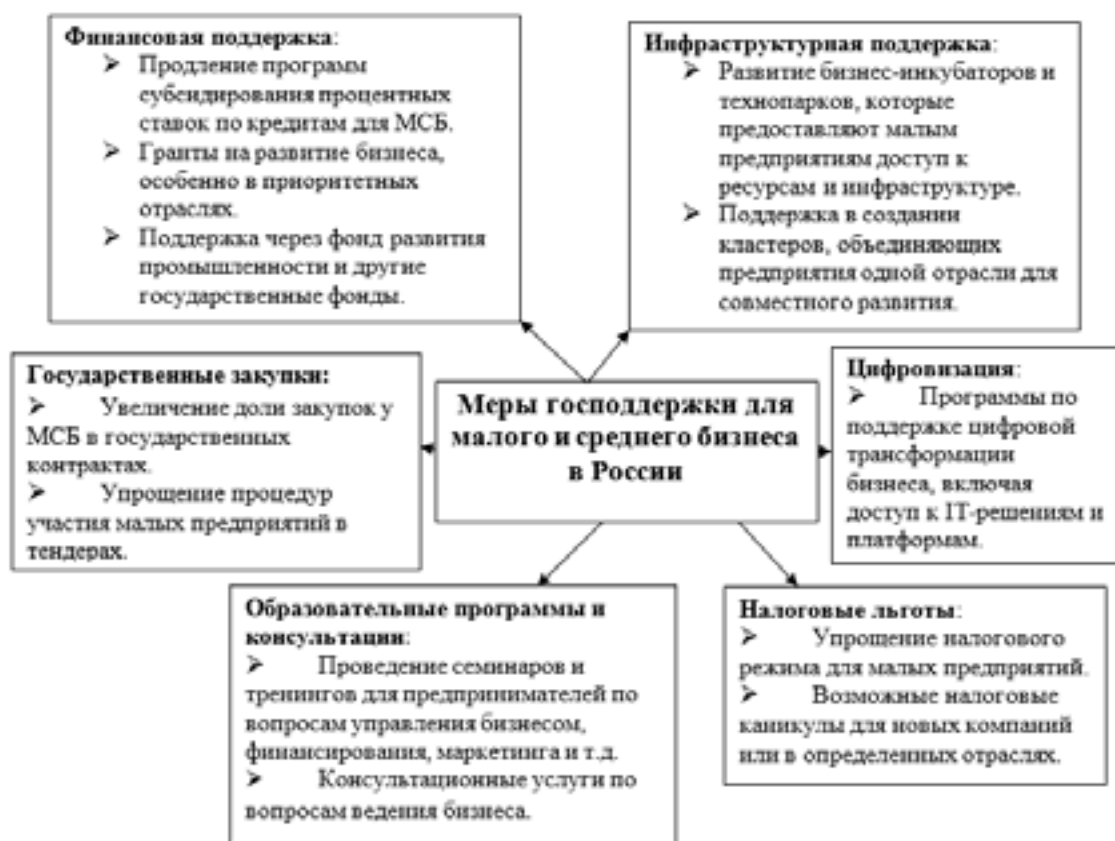 Финансовая поддержка:
➢ Продление программ
субсидирования процентных
ставок по кредитам для МСБ.
➢ Гранты на развитие бизнеса,
особенно в приоритетных
отраслях.
➢ Поддержка через фонд развития
промышленности и другие
государственные фонды.
Инфраструктурная поддержка:
➢ Развитие бизнес-инкубаторов и
технопарков, которые
предоставляют малым
предприятиям доступ к
ресурсам и инфраструктуре.
➢ Поддержка в создании
кластеров, объединяющих
предприятия одной отрасли для
совместного развития.
Государственные закупки:
➢ Увеличение доли закупок у
МСБ в государственных
контрактах.
➢ Упрощение процедур
участия малых предприятий в
тендерах.
Меры господдержки для
малого и среднего бизнеса
в России
Цифровизация:
➢ Программы по
поддержке цифровой
трансформации
бизнеса, включая
доступ к IT-решениям и
платформам.
Образовательные программы и
консультации:
➢ Проведение семинаров и
тренингов для предпринимателей по
вопросам управления бизнесом,
финансирования, маркетинга и т.д.
➢ Консультационные услуги по
вопросам ведения бизнеса.
Налоговые льготы:
➢ Упрощение налогового
режима для малых предприятий.
➢ Возможные налоговые
каникулы для новых компаний
или в определенных отраслях.